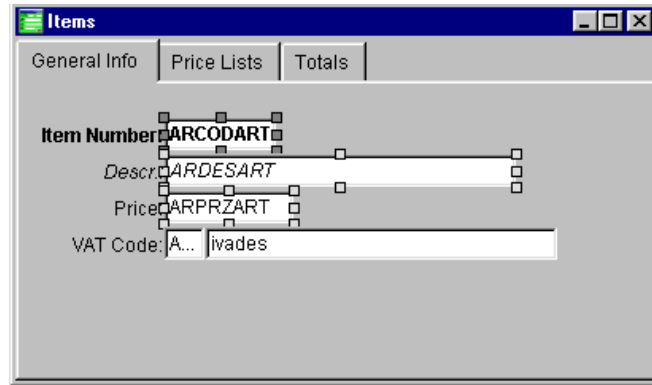 Items
General Info Price Lists Totals
Item Number: ARCODART
Descr.: ARDESART
Price: ARPRZART
VAT Code: A... ivades